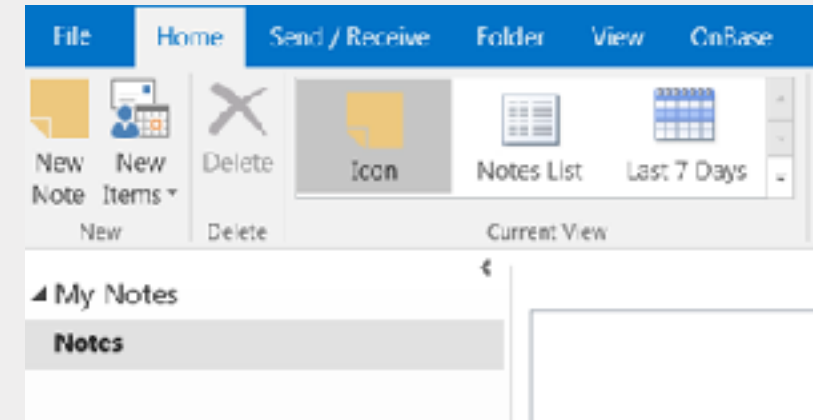 File Home Send / Receive Folder View OnBase
New Note
New Items
Delete
Icon
Notes List
Last 7 Days
New
Delete
Current View
My Notes
Notes